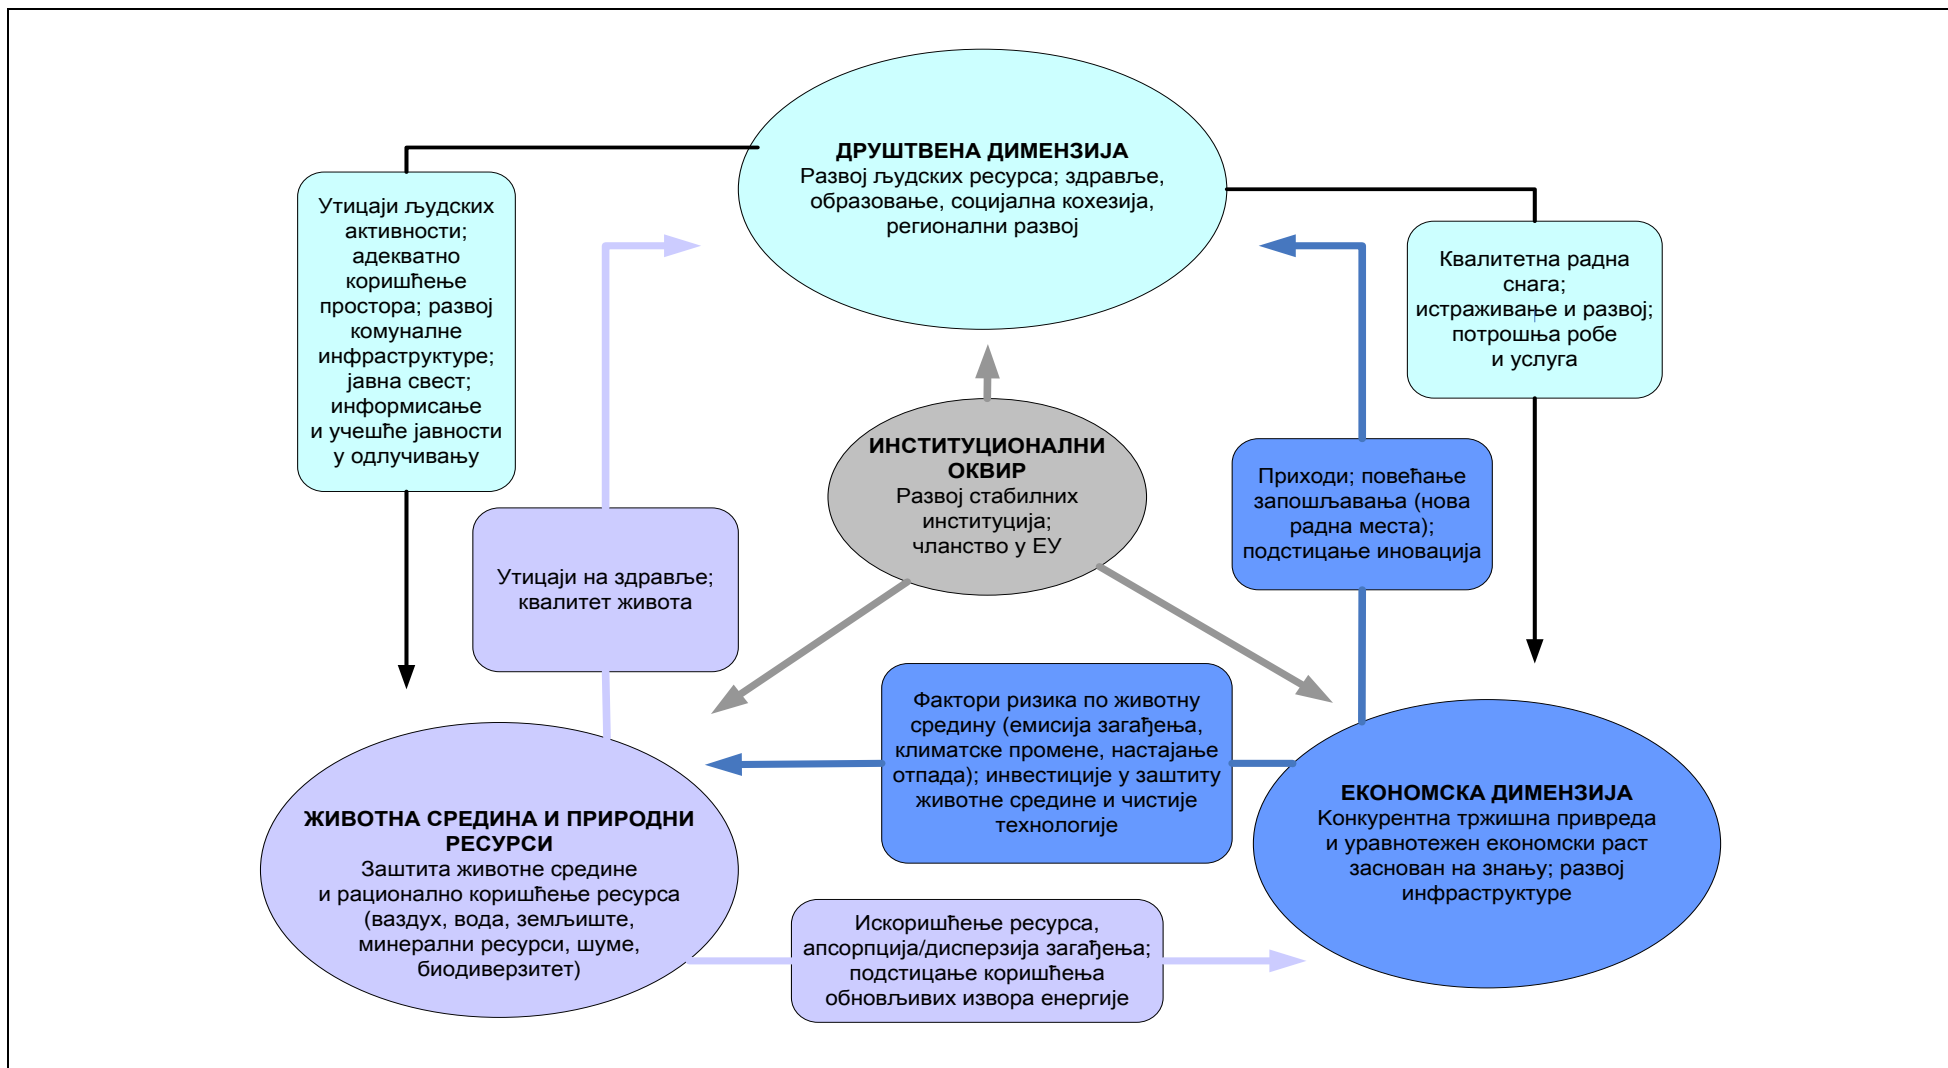 ДРУШТВЕНА ДИМЕНЗИЈА
Развој људских ресурса; здравље,
образовање, социјална кохезија,
регионални развој
Утицаји људских
активности;
адекватно
коришћење
простора; развој
комуналне
инфраструктуре;
јавна свест;
информисање
и учешће јавности
у одлучивању
Квалитетна радна
снага;
истраживање и развој;
потрошња робе
и услуга
ИНСТИТУЦИОНАЛНИ
ОКВИР
Развој стабилних
институција;
чланство у ЕУ
Приходи; повећање
запошљавања (нова
радна места);
подстицање иновација
Утицаји на здравље;
квалитет живота
Фактори ризика по животну
средину (емисија загађења,
климатске промене, настајање
отпада); инвестиције у заштиту
животне средине и чистије
технологије
ЖИВОТНА СРЕДИНА И ПРИРОДНИ
РЕСУРСИ
Заштита животне средине
и рационално коришћење ресурса
(ваздух, вода, земљиште,
минерални ресурси, шуме,
биодиверзитет)
ЕКОНОМСКА ДИМЕНЗИЈА
Конкурентна тржишна привреда
и уравнотежен економски раст
заснован на знању; развој
инфраструктуре
Искоришћење ресурса,
апсорпција/дисперзија загађења;
подстицање коришћења
обновљивих извора енергије